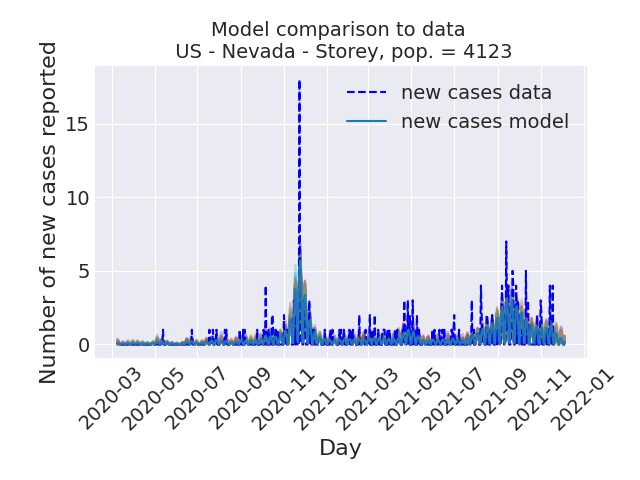 Model comparison to data
US - Nevada - Storey, pop. = 4123
Number of new cases reported
15
10
5
0
new cases data
new cases model
2020-03
2020-05
2020-07
2020-09
2020-11
2021-01
2021-03
2021-05
2021-07
2021-09
2021-11
2022-01
Day